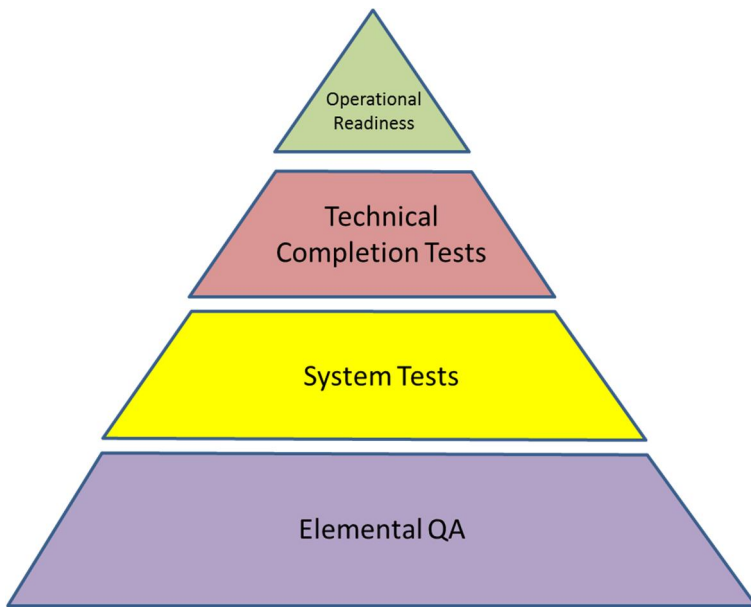 Operational
Readiness
Technical
Completion Tests
System Tests
Elemental QA